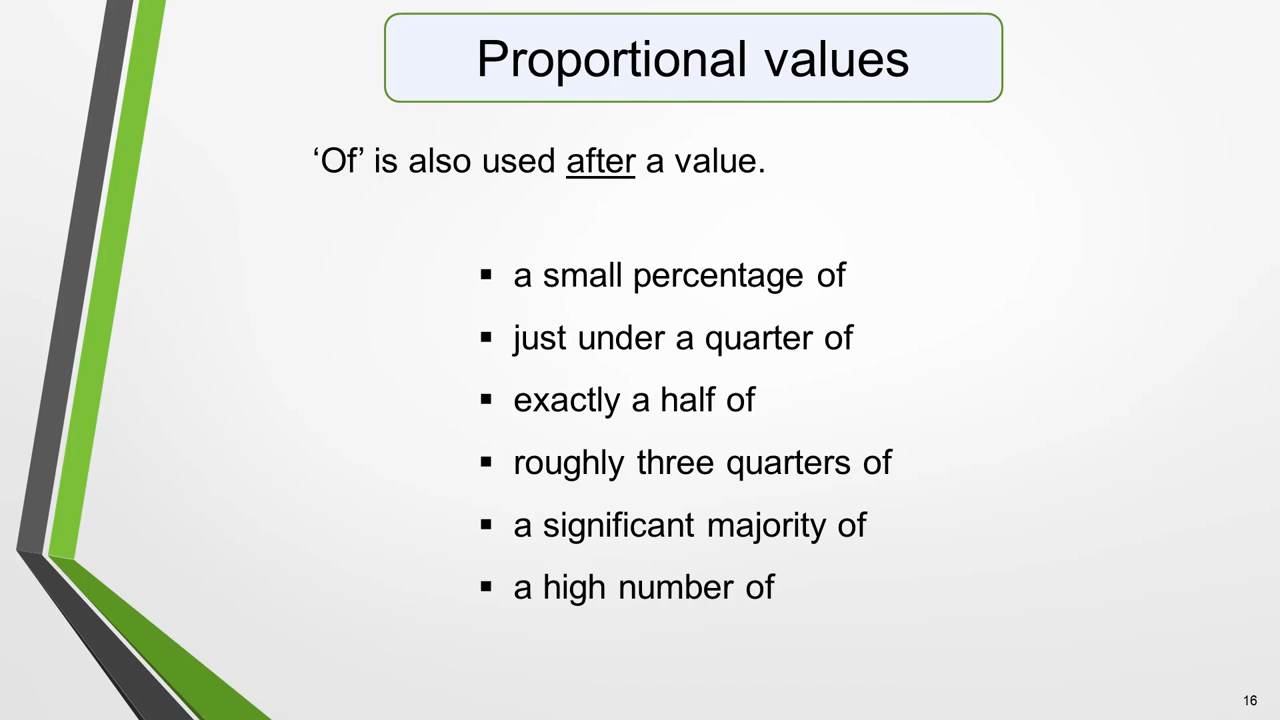 Proportional values
‘Of’ is also used after a value.
▪ a small percentage of
▪ just under a quarter of
▪ exactly a half of
▪ roughly three quarters of
▪ a significant majority of
▪ a high number of
16